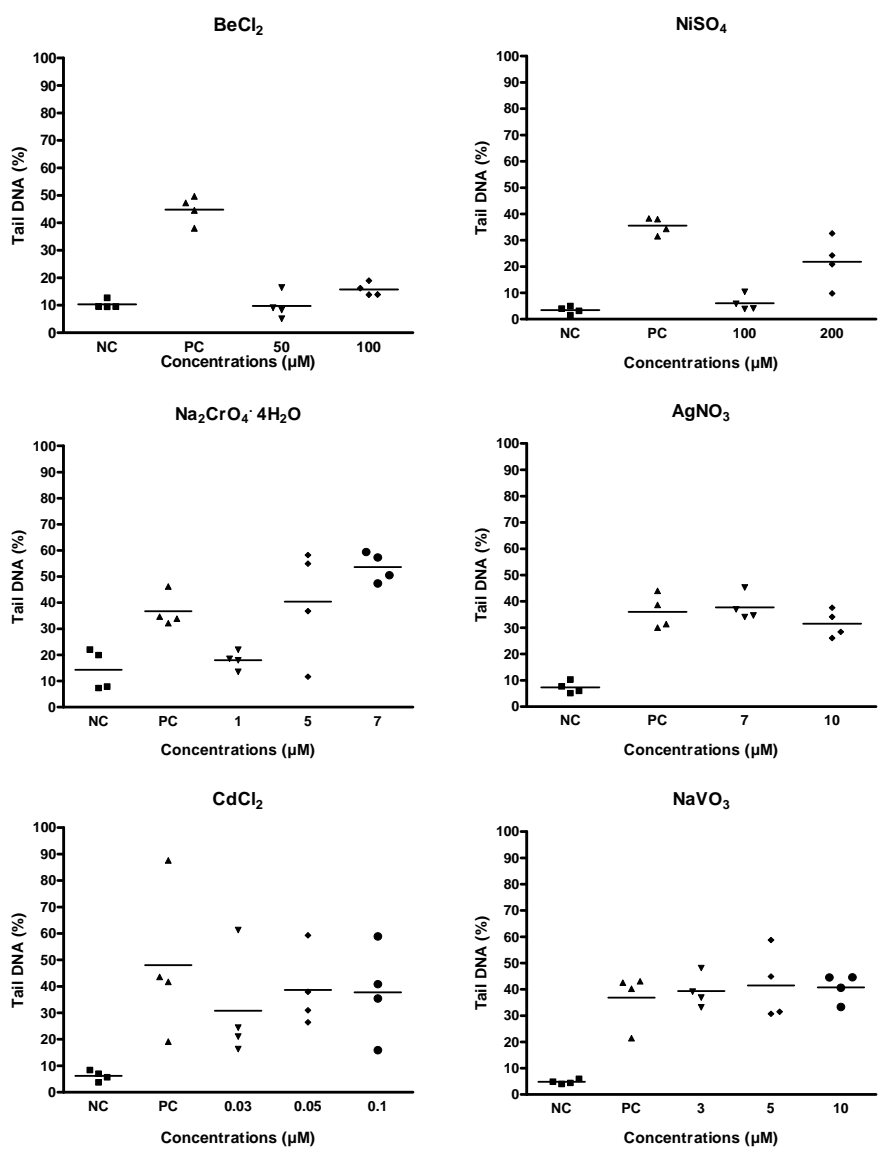 BeCl₂
100
90
80
70
60
50
40
30
20
10
0
Tail DNA (%)
NC PC 50 100
Concentrations (µM)
NiSO₄
100
90
80
70
60
50
40
30
20
10
0
Tail DNA (%)
NC PC 100 200
Concentrations (µM)
Na₂CrO₄· 4H₂O
100
90
80
70
60
50
40
30
20
10
0
Tail DNA (%)
NC PC 1 5 7
Concentrations (µM)
AgNO₃
100
90
80
70
60
50
40
30
20
10
0
Tail DNA (%)
NC PC 7 10
Concentrations (µM)
CdCl₂
100
90
80
70
60
50
40
30
20
10
0
Tail DNA (%)
NC PC 0.03 0.05 0.1
Concentrations (µM)
NaVO₃
100
90
80
70
60
50
40
30
20
10
0
Tail DNA (%)
NC PC 3 5 10
Concentrations (µM)